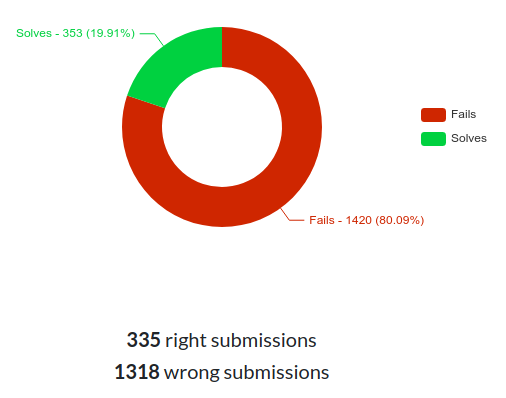 Solves - 353 (19.91%)
Fails
Solves
Fails - 1420 (80.09%)
335 right submissions
1318 wrong submissions